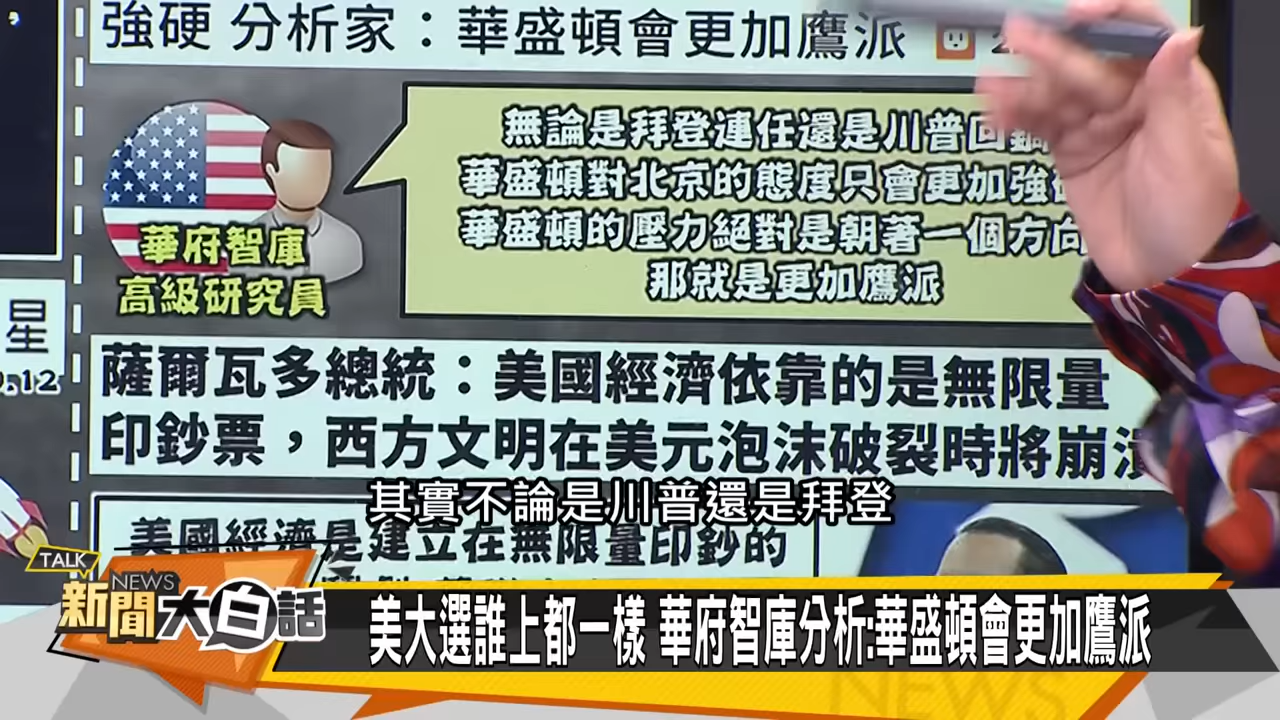 強硬 分析家：華盛頓會更加鷹派
無論是拜登連任還是川普回
華盛頓對北京的態度只會更加強
華盛頓的壓力絕對是朝著一個方向
那就是更加鷹派
華府智庫
高級研究員
星
.12
薩爾瓦多總統：美國經濟依靠的是無限量
印鈔票，西方文明在美元泡沫破裂時將崩
其實不論是川普還是拜登
美國經濟是建立在無限量印鈔的
TALK
NEWS
新聞大白話
美大選誰上都一樣 華府智庫分析:華盛頓會更加鷹派
NEWS